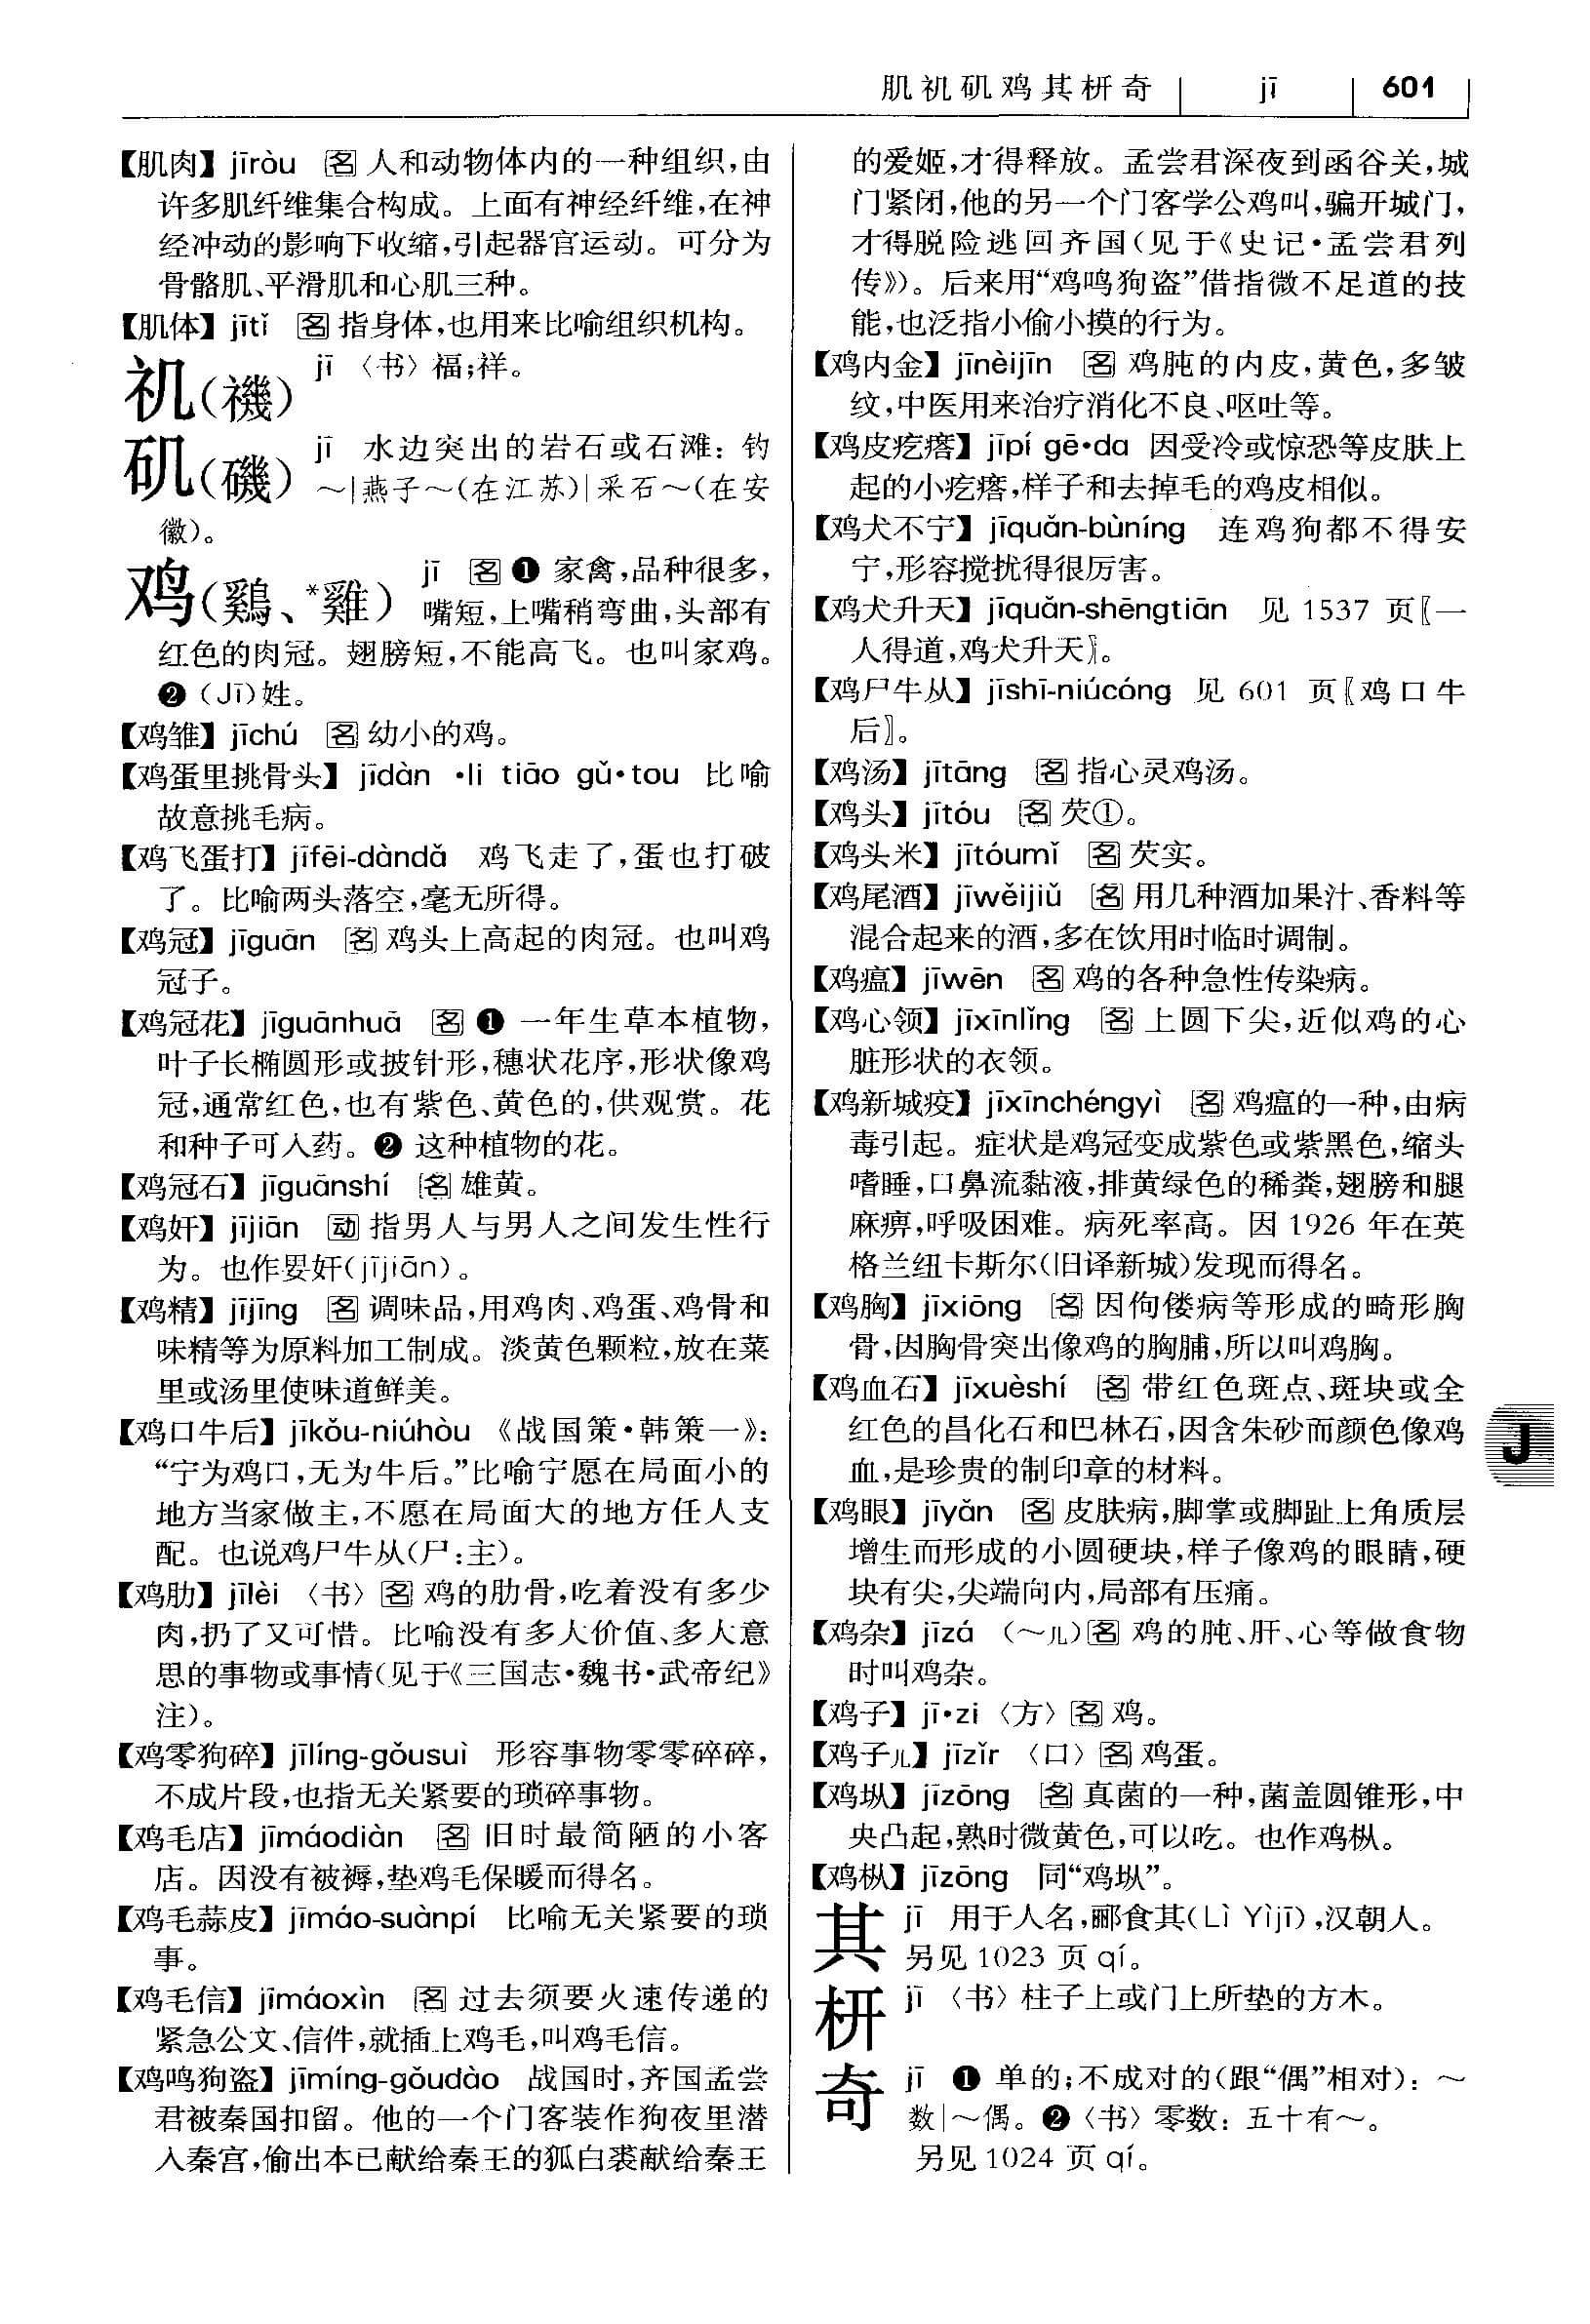 肌礼矶鸡其枅奇 jī 601
【肌肉】jīròu 名 人和动物体内的一种组织,由
许多肌纤维集合构成。上面有神经纤维,在神
经冲动的影响下收缩,引起器官运动。可分为
骨骼肌、平滑肌和心肌三种。
【肌体】jītǐ 名 指身体,也用来比喻组织机构。
(禨) jī 〈书〉福;祥。
矶(磯) jī 水边突出的岩石或石滩:钓
～|燕子～(在江苏)|采石～(在安
徽)。
鸡(鷄、*雞) jī 名 ❶ 家禽,品种很多,
嘴短,上嘴稍弯曲,头部有
红色的肉冠。翅膀短,不能高飞。也叫家鸡。
❷ (Jī)姓。
【鸡雏】jīchú 名 幼小的鸡。
【鸡蛋里挑骨头】jīdàn •li tiāo gǔ•tou 比喻
故意挑毛病。
【鸡飞蛋打】jīfēi-dàndǎ 鸡飞走了,蛋也打破
了。比喻两头落空,毫无所得。
【鸡冠】jīguān 名 鸡头上高起的肉冠。也叫鸡
冠子。
【鸡冠花】jīguānhuā 名 ❶ 一年生草本植物,
叶子长椭圆形或披针形,穗状花序,形状像鸡
冠,通常红色,也有紫色、黄色的,供观赏。花
和种子可入药。❷ 这种植物的花。
【鸡冠石】jīguānshí 名 雄黄。
【鸡奸】jījiān 动 指男人与男人之间发生性行
为。也作㚻奸(jījiān)。
【鸡精】jījīng 名 调味品,用鸡肉、鸡蛋、鸡骨和
味精等为原料加工制成。淡黄色颗粒,放在菜
里或汤里使味道鲜美。
【鸡口牛后】jīkǒu-niúhòu 《战国策•韩策一》:
“宁为鸡口,无为牛后。”比喻宁愿在局面小的
地方当家做主,不愿在局面大的地方任人支
配。也说鸡尸牛从(尸:主)。
【鸡肋】jīlèi 〈书〉名 鸡的肋骨,吃着没有多少
肉,扔了又可惜。比喻没有多大价值、多大意
思的事物或事情(见于《三国志•魏书•武帝纪》
注)。
【鸡零狗碎】jīlíng-gǒusuì 形容事物零零碎碎,
不成片段,也指无关紧要的琐碎事物。
【鸡毛店】jīmáodiàn 名 旧时最简陋的小客
店。因没有被褥,垫鸡毛保暖而得名。
【鸡毛蒜皮】jīmáo-suànpí 比喻无关紧要的琐
事。
【鸡毛信】jīmáoxìn 名 过去须要火速传递的
紧急公文、信件,就插上鸡毛,叫鸡毛信。
【鸡鸣狗盗】jīmíng-gǒudào 战国时,齐国孟尝
君被秦国扣留。他的一个门客装作狗夜里潜
入秦宫,偷出本已献给秦王的狐白裘献给秦王
的爱姬,才得释放。孟尝君深夜到函谷关,城
门紧闭,他的另一个门客学公鸡叫,骗开城门,
才得脱险逃回齐国(见于《史记•孟尝君列
传》)。后来用“鸡鸣狗盗”借指微不足道的技
能,也泛指小偷小摸的行为。
【鸡内金】jīnèijīn 名 鸡肫的内皮,黄色,多皱
纹,中医用来治疗消化不良、呕吐等。
【鸡皮疙瘩】jīpí gē•da 因受冷或惊恐等皮肤上
起的小疙瘩,样子和去掉毛的鸡皮相似。
【鸡犬不宁】jīquǎn-bùníng 连鸡狗都不得安
宁,形容搅扰得很厉害。
【鸡犬升天】jīquǎn-shēngtiān 见 1537 页〖一
人得道,鸡犬升天〗。
【鸡尸牛从】jīshī-niúcóng 见 601 页〖鸡口牛
后〗。
【鸡汤】jītāng 名 指心灵鸡汤。
【鸡头】jītóu 名 芡①。
【鸡头米】jītóumǐ 名 芡实。
【鸡尾酒】jīwěijiǔ 名 用几种酒加果汁、香料等
混合起来的酒,多在饮用时临时调制。
【鸡瘟】jīwēn 名 鸡的各种急性传染病。
【鸡心领】jīxīnlǐng 名 上圆下尖,近似鸡的心
脏形状的衣领。
【鸡新城疫】jīxīnchéngyì 名 鸡瘟的一种,由病
毒引起。症状是鸡冠变成紫色或紫黑色,缩头
嗜睡,口鼻流黏液,排黄绿色的稀粪,翅膀和腿
麻痹,呼吸困难。病死率高。因 1926 年在英
格兰纽卡斯尔(旧译新城)发现而得名。
【鸡胸】jīxiōng 名 因佝偻病等形成的畸形胸
骨,因胸骨突出像鸡的胸脯,所以叫鸡胸。
【鸡血石】jīxuèshí 名 带红色斑点、斑块或全
红色的昌化石和巴林石,因含朱砂而颜色像鸡
血,是珍贵的制印章的材料。
【鸡眼】jīyǎn 名 皮肤病,脚掌或脚趾上角质层
增生而形成的小圆硬块,样子像鸡的眼睛,硬
块有尖,尖端向内,局部有压痛。
【鸡杂】jīzá (～儿)名 鸡的肫、肝、心等做食物
时叫鸡杂。
【鸡子】jī•zi 〈方〉名 鸡。
【鸡子儿】jīzǐr 〈口〉名 鸡蛋。
【鸡㙡】jīzōng 名 真菌的一种,菌盖圆锥形,中
央凸起,熟时微黄色,可以吃。也作鸡枞。
【鸡枞】jīzōng 同“鸡㙡”。
其 jī 用于人名,郦食其(Lì Yìjī),汉朝人。
另见 1023 页 qí。
枅 jī 〈书〉柱子上或门上所垫的方木。
奇 jī ❶ 单的;不成对的(跟“偶”相对):～
数|～偶。❷〈书〉零数:五十有～。
另见 1024 页 qí。
J